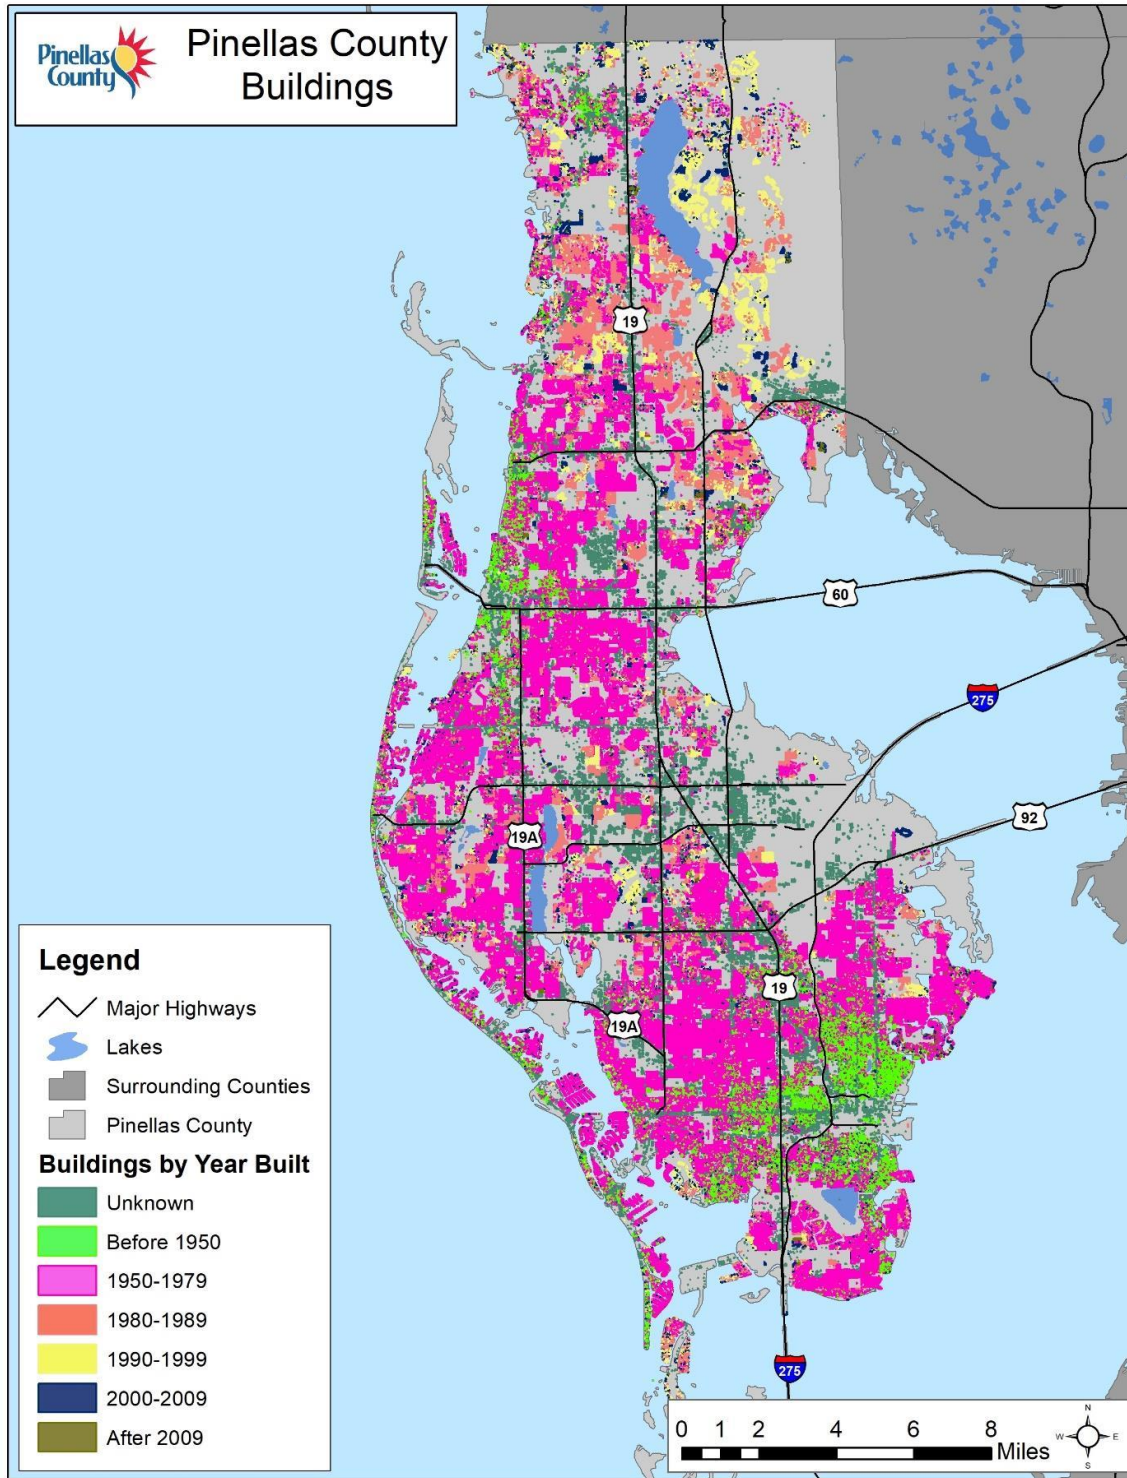 Pinellas
County
Pinellas County
Buildings
19
60
275
92
19A
19
19A
275
Legend
Major Highways
Lakes
Surrounding Counties
Pinellas County
Buildings by Year Built
Unknown
Before 1950
1950-1979
1980-1989
1990-1999
2000-2009
After 2009
0 1 2 4 6 8
Miles
N
W E
S